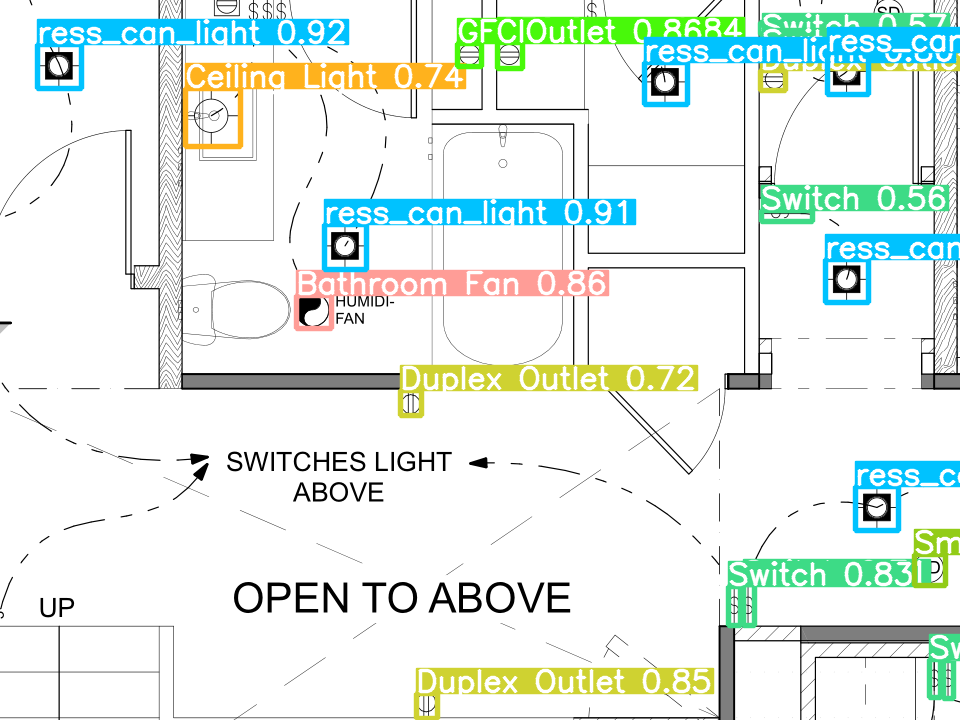 ress_can_light 0.92
GFCIOutlet 0.8684
Switch 0.57
ress_can_lig
ress_can
Ceiling Light 0.74
Switch 0.56
ress_can_light 0.91
ress_can
Bathroom Fan 0.86
HUMIDI-
FAN
Duplex Outlet 0.72
SWITCHES LIGHT
ABOVE
ress_ca
Sm
Switch 0.83
OPEN TO ABOVE
UP
Sw
Duplex Outlet 0.85